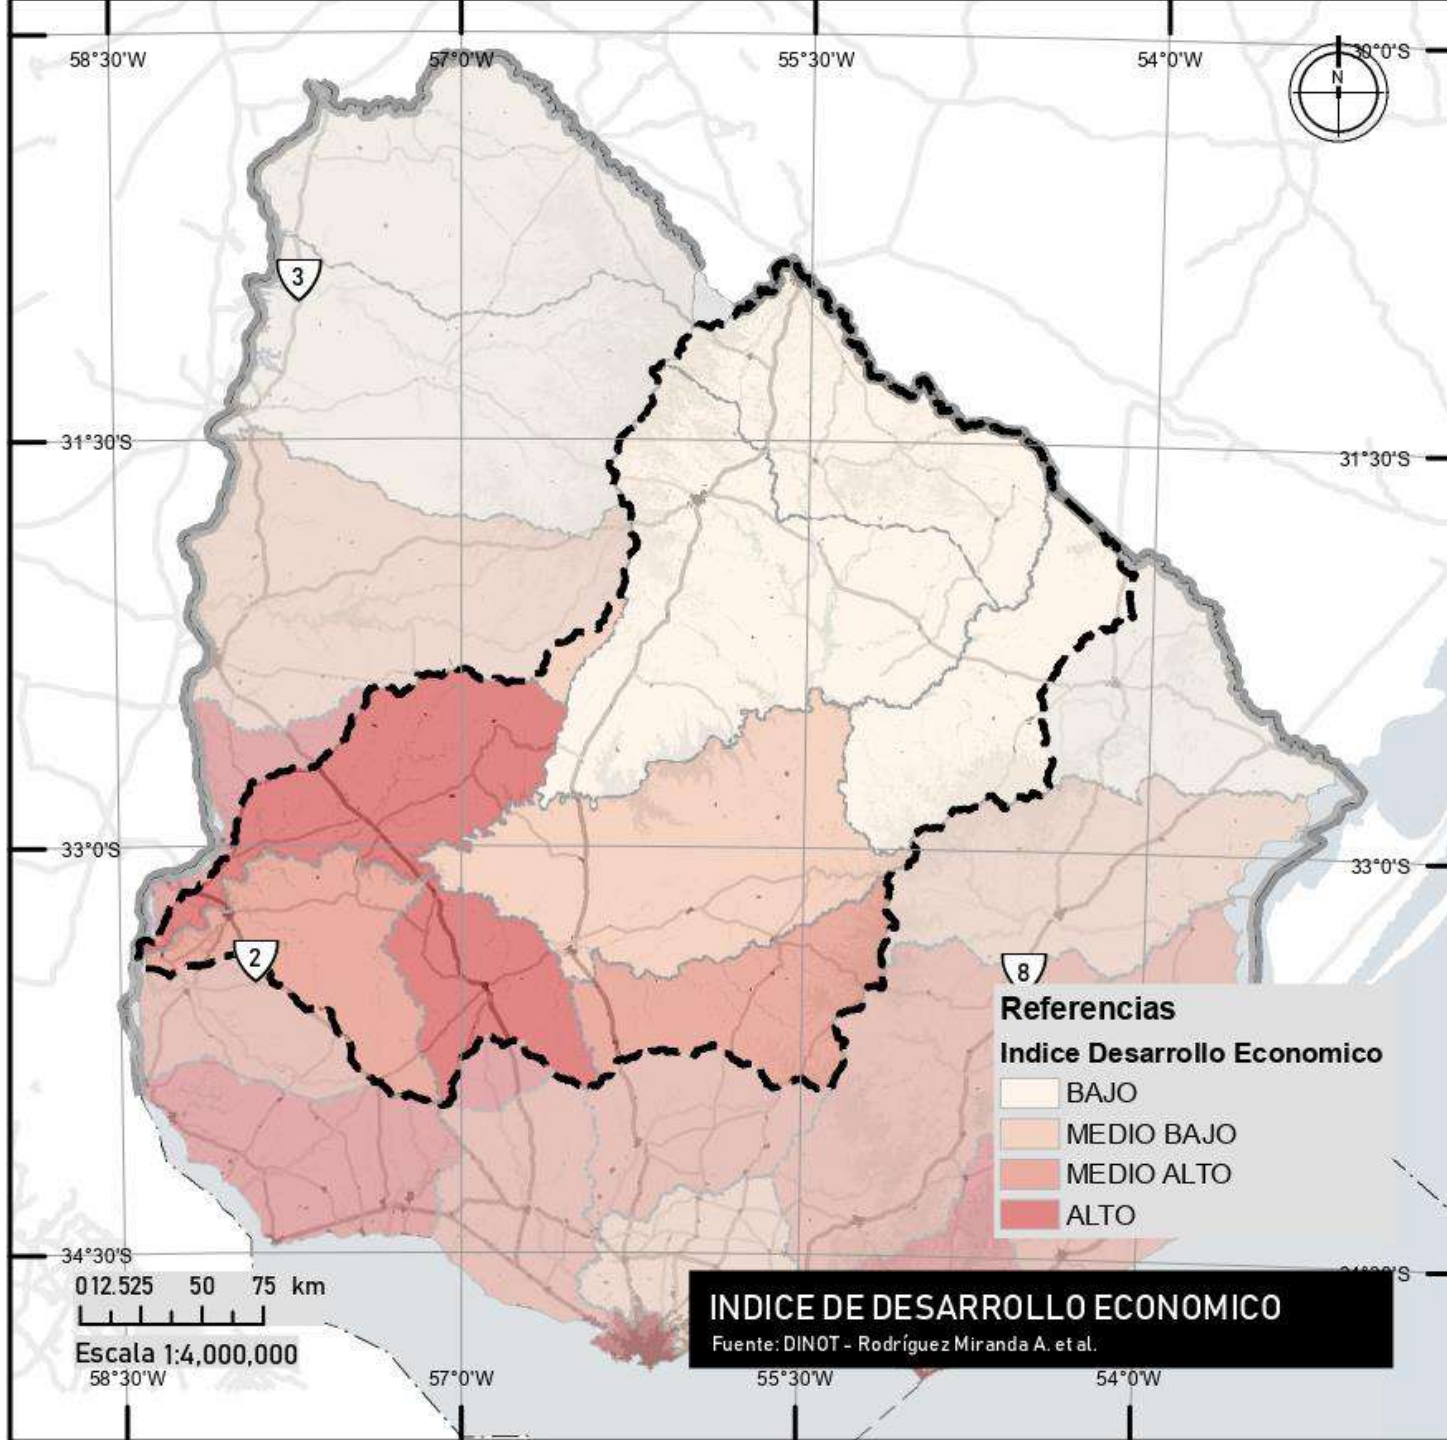 58°30'W 57°0'W 55°30'W 54°0'W
30°0'S
N
3
31°30'S 31°30'S
33°0'S 33°0'S
2
8
Referencias
Indice Desarrollo Economico
BAJO
MEDIO BAJO
MEDIO ALTO
ALTO
34°30'S
012.525 50 75 km
Escala 1:4,000,000
INDICE DE DESARROLLO ECONOMICO
Fuente: DINOT - Rodríguez Miranda A. et al.
58°30'W 57°0'W 55°30'W 54°0'W